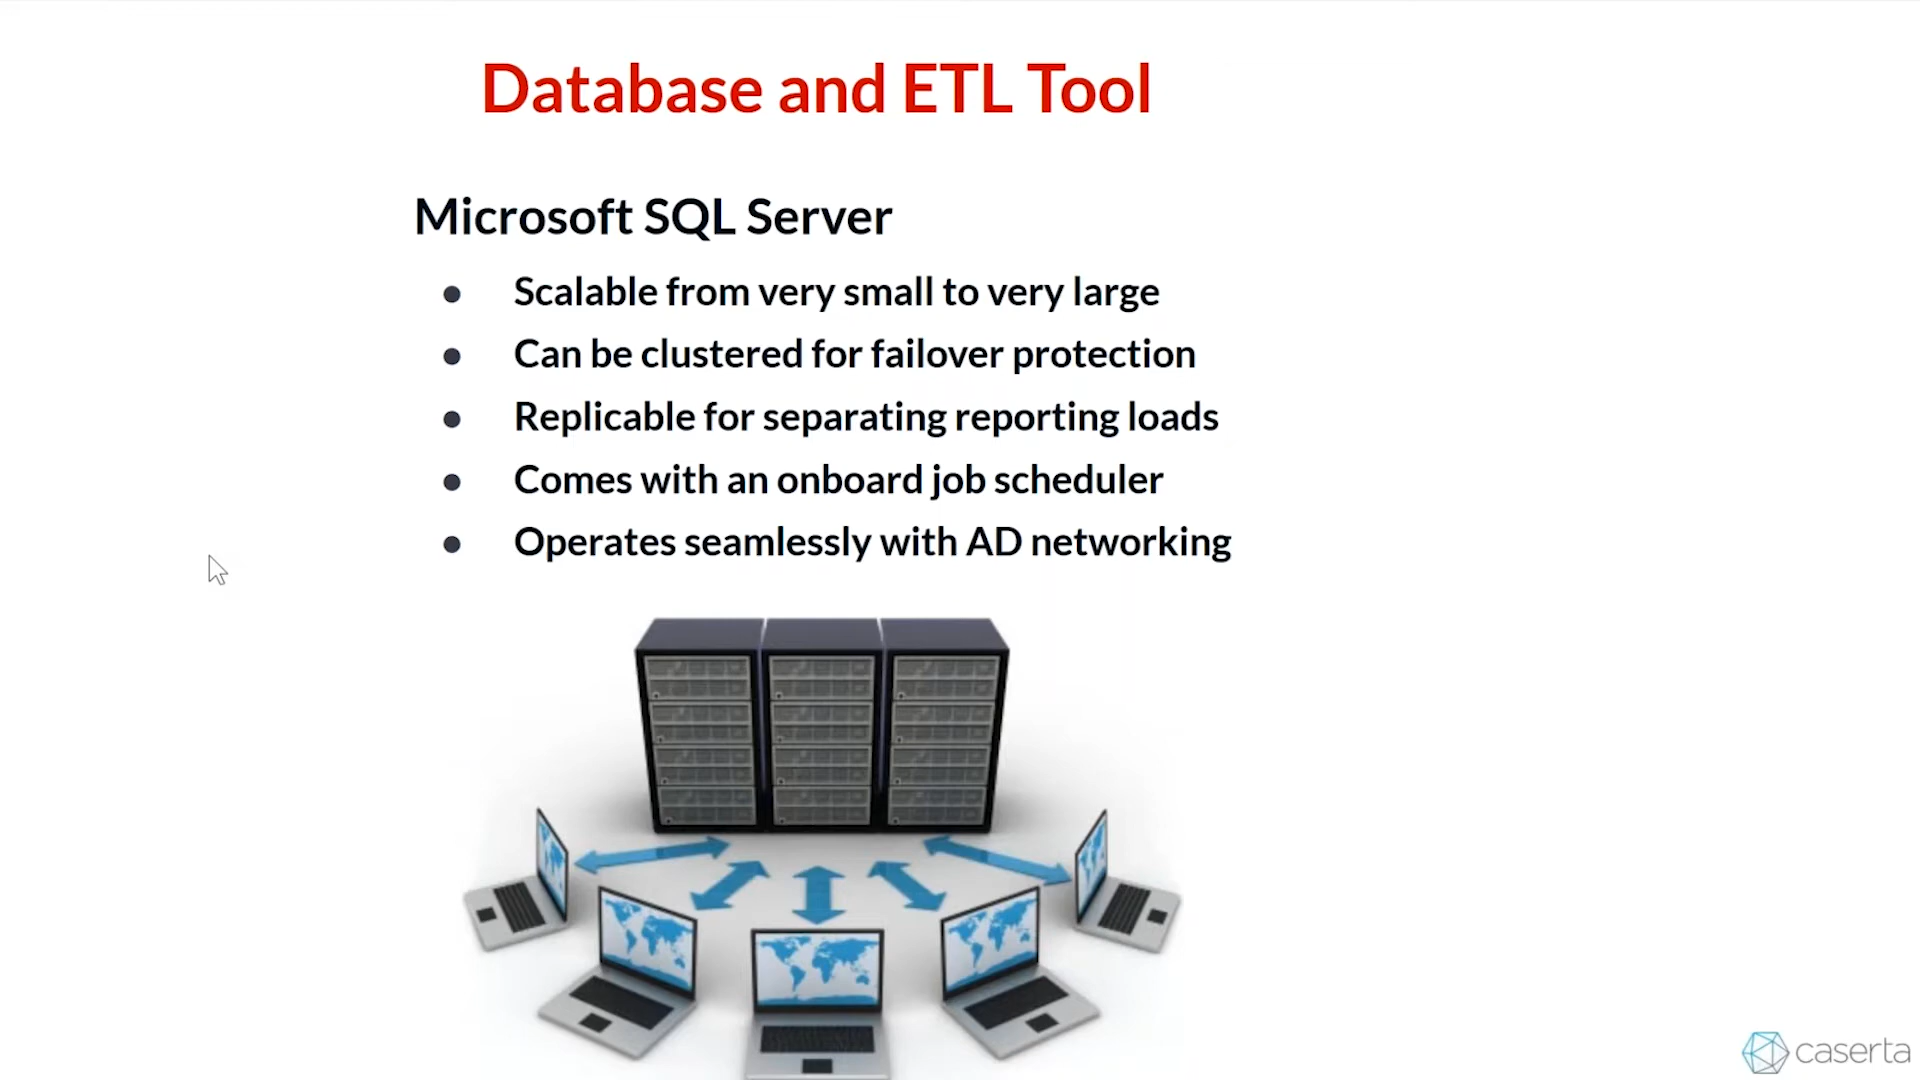 Database and ETL Tool
Microsoft SQL Server
● Scalable from very small to very large
● Can be clustered for failover protection
● Replicable for separating reporting loads
● Comes with an onboard job scheduler
● Operates seamlessly with AD networking
caserta